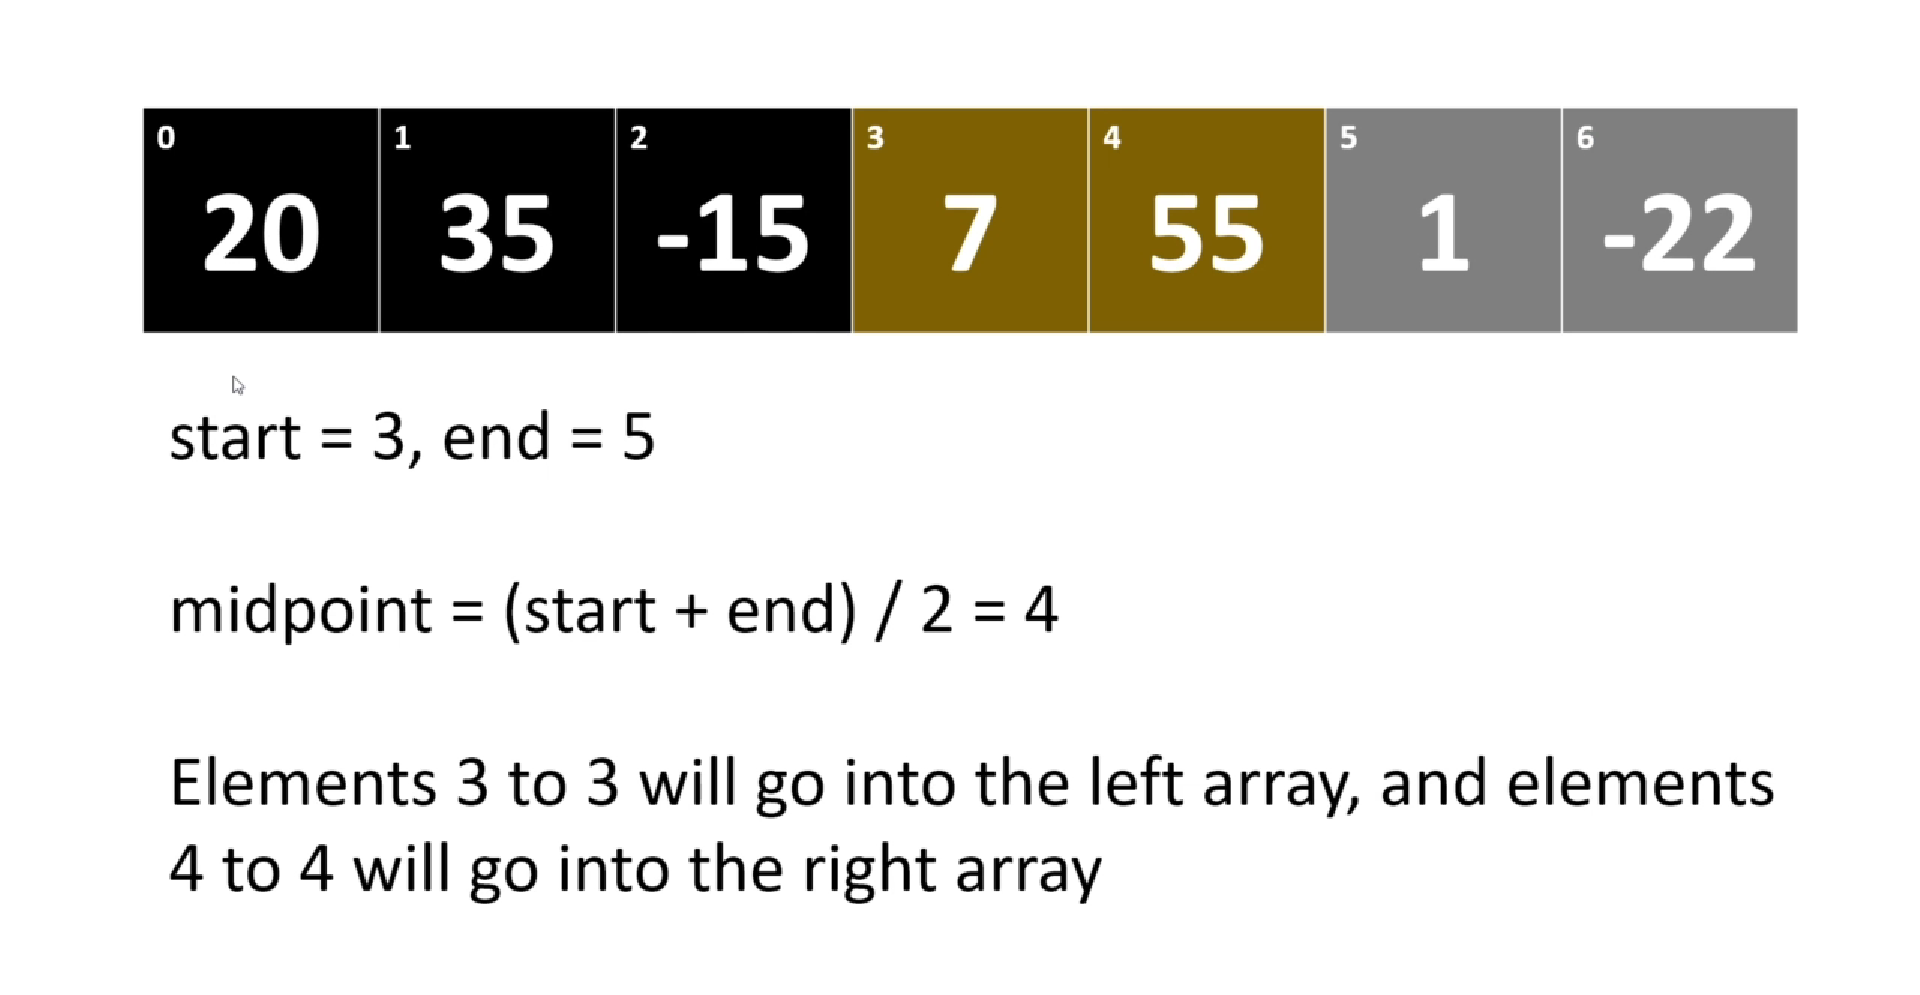 0 1 2 3 4 5 6
20 35 -15 7 55 1 -22
start = 3, end = 5
midpoint = (start + end) / 2 = 4
Elements 3 to 3 will go into the left array, and elements
4 to 4 will go into the right array